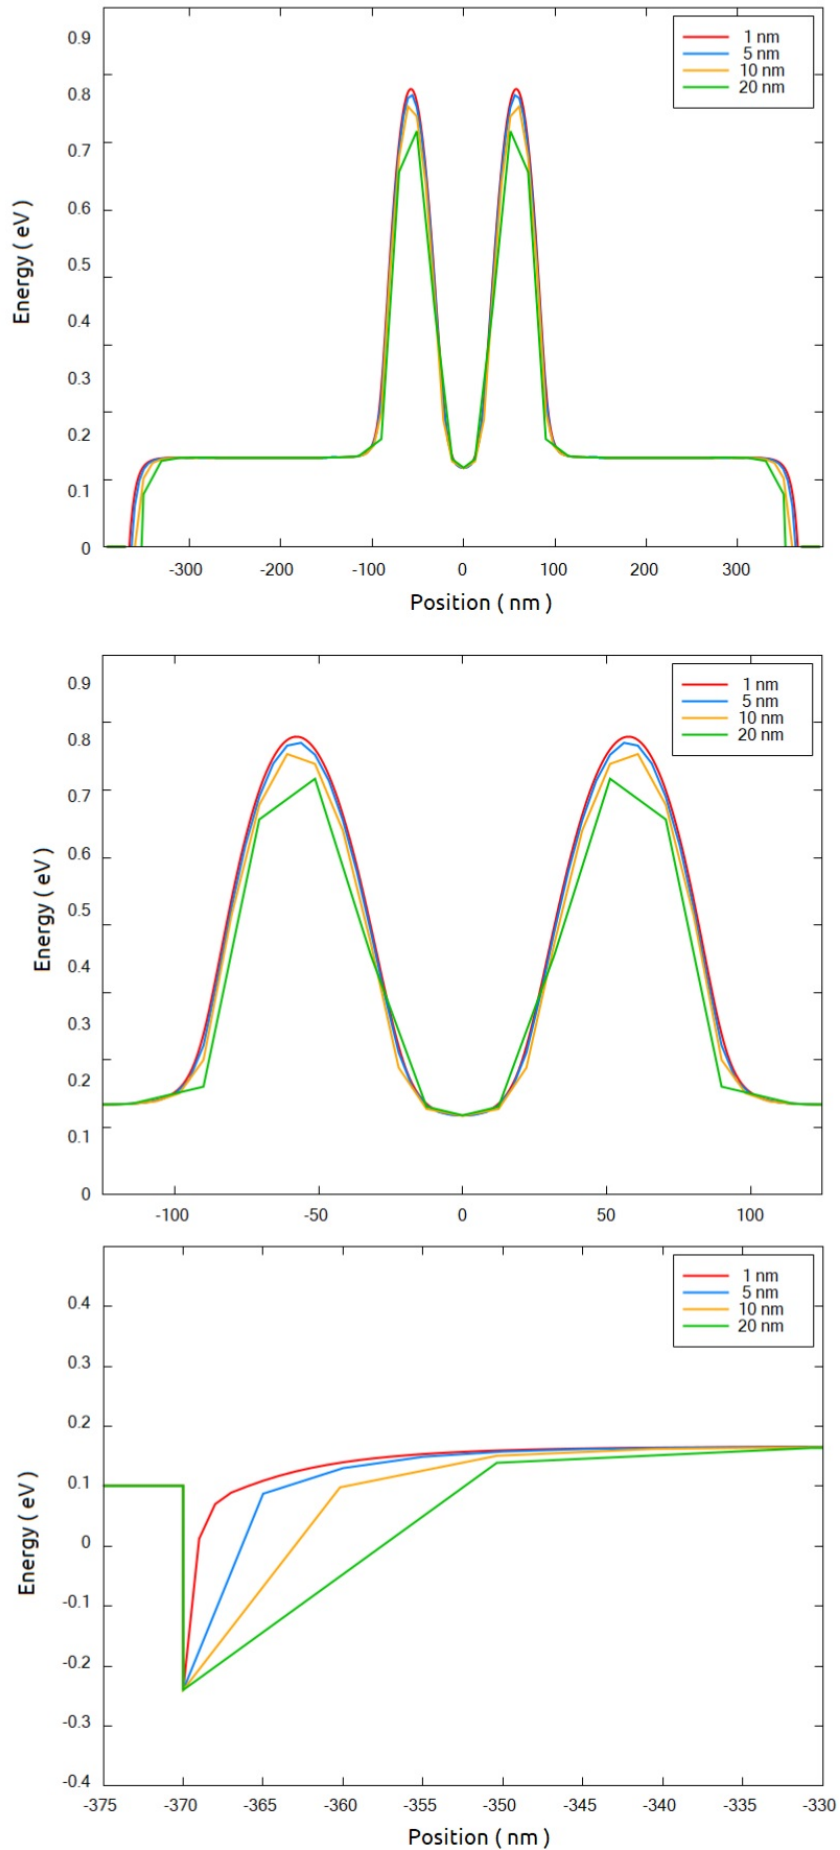 0.9
0.8
0.7
0.6
0.5
0.4
0.3
0.2
0.1
0
Energy ( eV )
1 nm
5 nm
10 nm
20 nm
-300 -200 -100 0 100 200 300
Position ( nm )
0.9
0.8
0.7
0.6
0.5
0.4
0.3
0.2
0.1
0
Energy ( eV )
1 nm
5 nm
10 nm
20 nm
-100 -50 0 50 100
0.4
0.3
0.2
0.1
0
-0.1
-0.2
-0.3
-0.4
Energy ( eV )
1 nm
5 nm
10 nm
20 nm
-375 -370 -365 -360 -355 -350 -345 -340 -335 -330
Position ( nm )